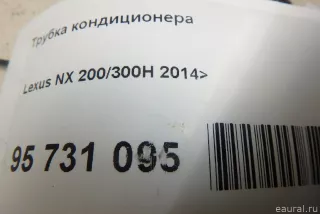 Трубка кондиционера
Lexus NX 200/300H 2014>
95 731 095
eaural.ru